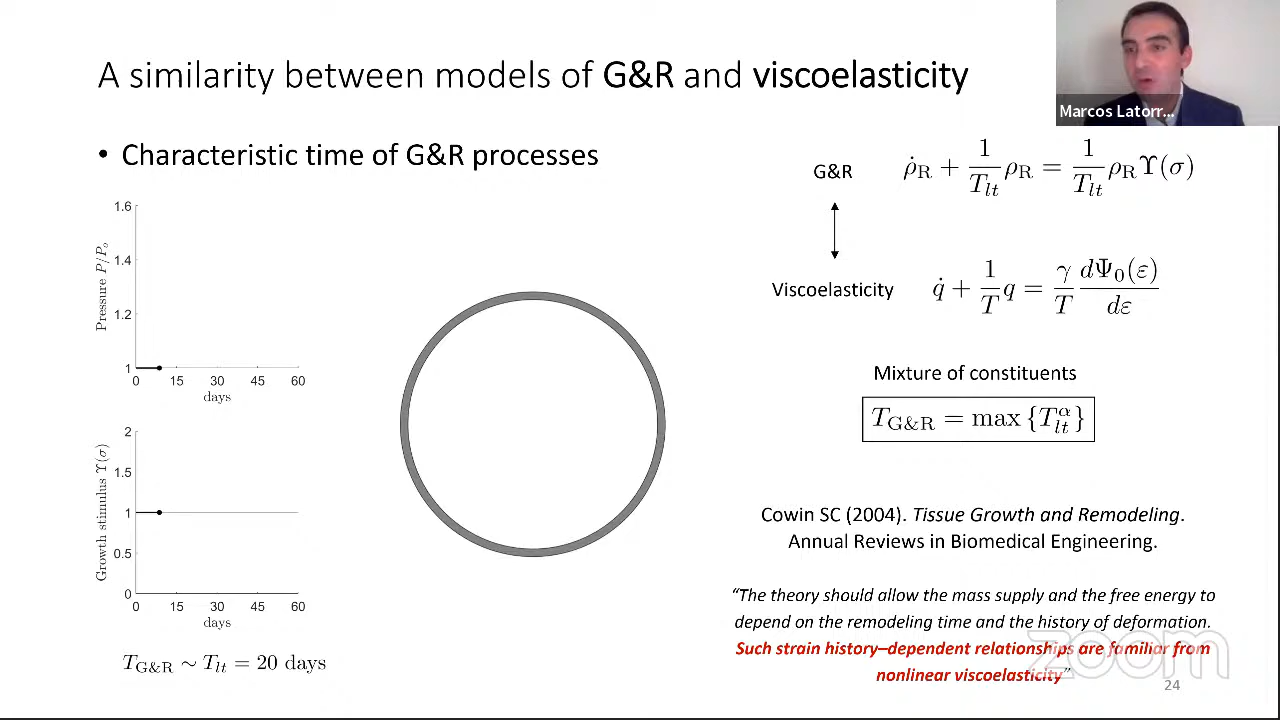 A similarity between models of G&R and viscoelasticity
Marcos Latorr...
• Characteristic time of G&R processes
G&R
ρ̇_R + 1/T_lt ρ_R = 1/T_lt ρ_R ϒ(σ)
Viscoelasticity
q̇ + 1/T q = γ/T dΨ₀(ε)/dε
Mixture of constituents
T_G&R = max {T_lt^α}
Pressure P/P_o
1.6
1.4
1.2
1
0 15 30 45 60
days
Growth stimulus ϒ(σ)
2
1.5
1
0.5
0
0 15 30 45 60
days
T_G&R ∼ T_lt = 20 days
Cowin SC (2004). Tissue Growth and Remodeling.
Annual Reviews in Biomedical Engineering.
“The theory should allow the mass supply and the free energy to
depend on the remodeling time and the history of deformation.
Such strain history–dependent relationships are familiar from
nonlinear viscoelasticity”
zoom
24